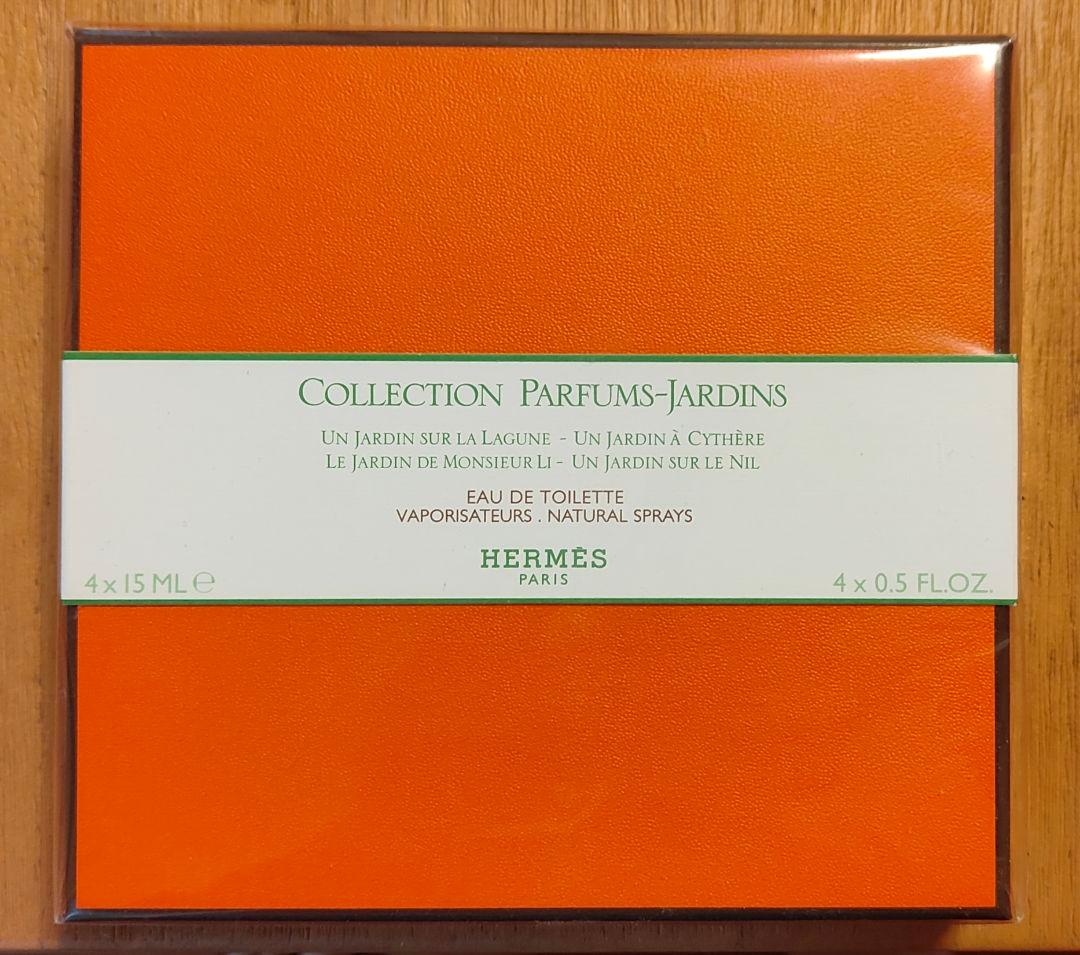 COLLECTION PARFUMS-JARDINS
UN JARDIN SUR LA LAGUNE - UN JARDIN À CYTHÈRE
LE JARDIN DE MONSIEUR LI - UN JARDIN SUR LE NIL
EAU DE TOILETTE
VAPORISATEURS . NATURAL SPRAYS
HERMÈS
PARIS
4 x 15 ML ℮
4 x 0.5 FL.OZ.